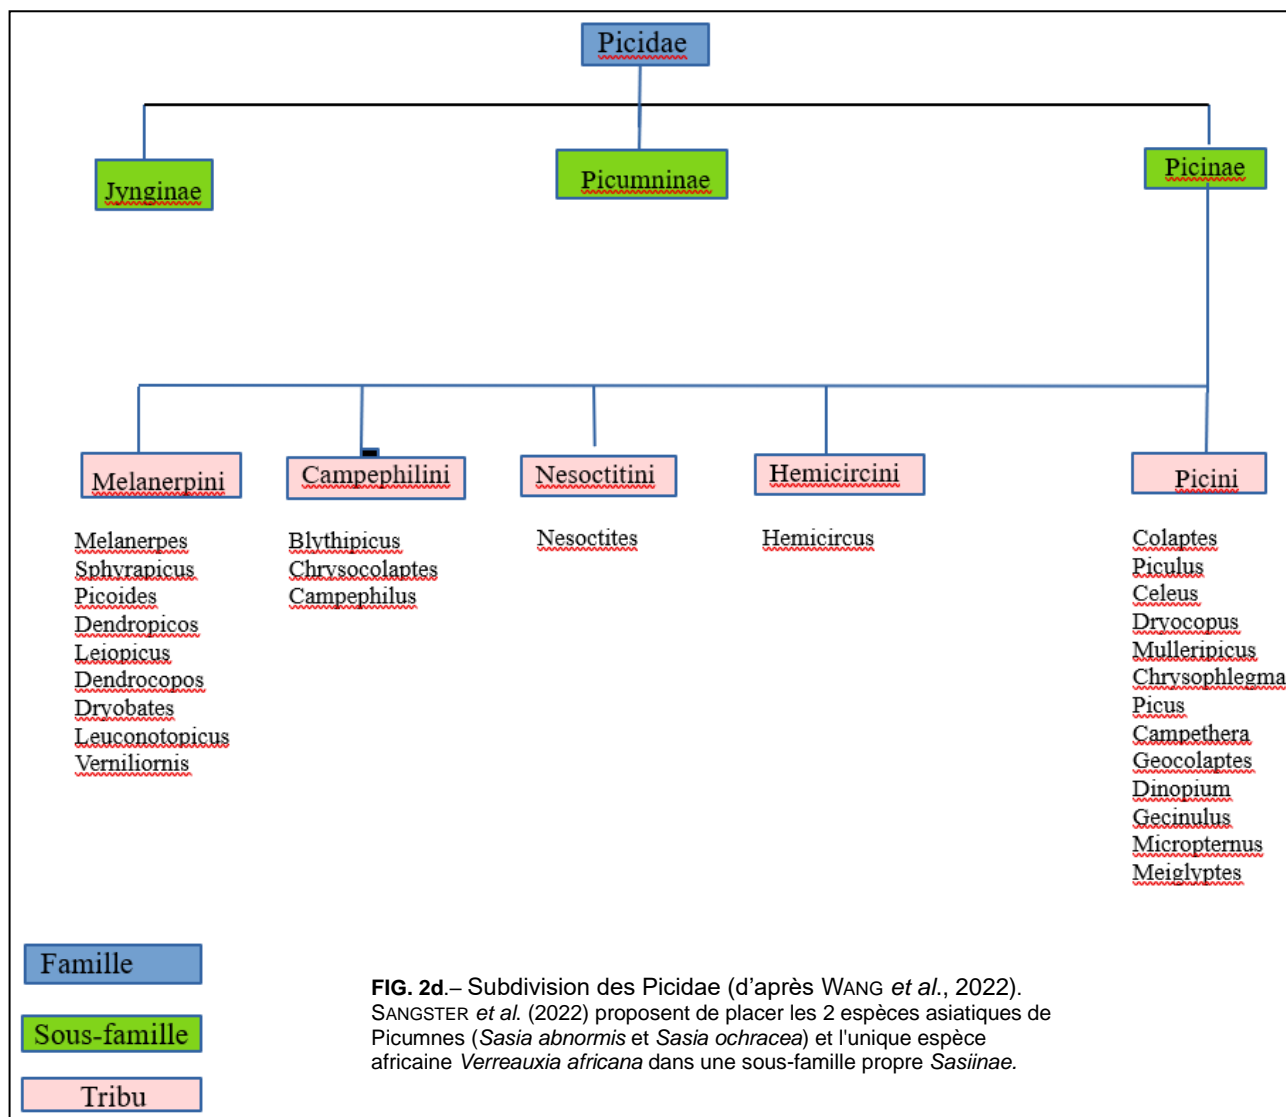 Picidae
Jynginae
Picumninae
Picinae
Melanerpini
Campephilini
Nesoctitini
Hemicircini
Picini
Melanerpes
Sphyrapicus
Picoides
Dendropicos
Leiopicus
Dendrocopos
Dryobates
Leuconotopicus
Verniliornis
Blythipicus
Chrysocolaptes
Campephilus
Nesoctites
Hemicircus
Colaptes
Piculus
Celeus
Dryocopus
Mulleripicus
Chrysophlegma
Picus
Campethera
Geocolaptes
Dinopium
Gecinulus
Micropternus
Meiglyptes
Famille
Sous-famille
Tribu
FIG. 2d.– Subdivision des Picidae (d'après WANG et al., 2022).
SANGSTER et al. (2022) proposent de placer les 2 espèces asiatiques de
Picumnes (Sasia abnormis et Sasia ochracea) et l'unique espèce
africaine Verreauxia africana dans une sous-famille propre Sasiinae.